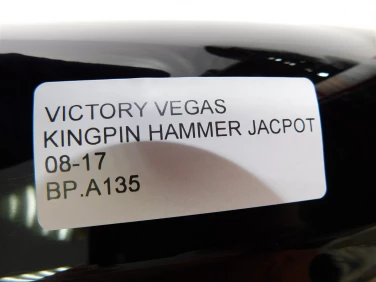 VICTORY VEGAS
KINGPIN HAMMER JACPOT
08-17
BP.A135